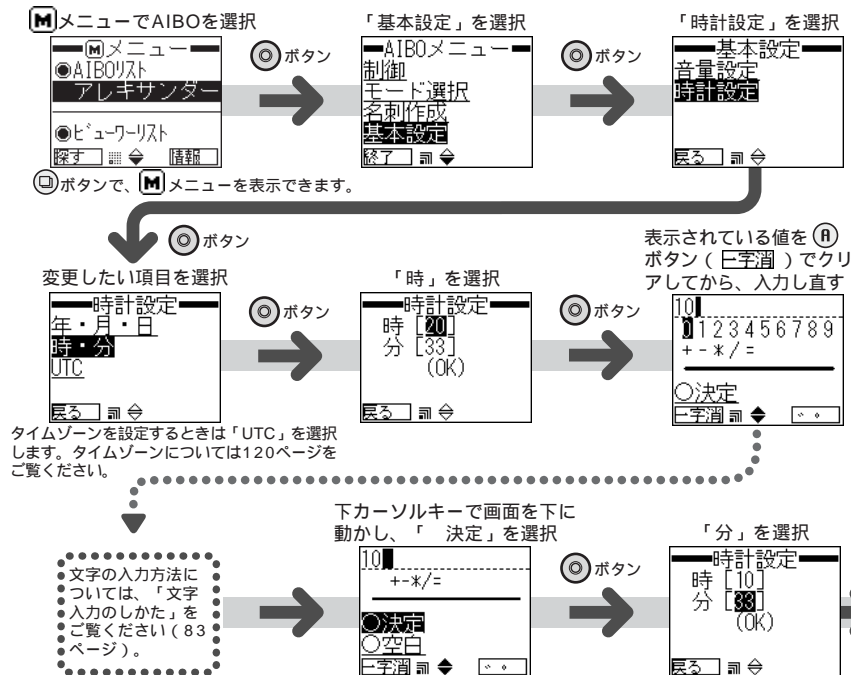 MメニューでAIBOを選択
Mメニュー
◉AIBOリスト
アレキサンダー
◉ビューワーリスト
探す 情報
ボタン
「基本設定」を選択
AIBOメニュー
制御
モード選択
名刺作成
基本設定
終了
ボタン
「時計設定」を選択
基本設定
音量設定
時計設定
戻る
ボタンで、Mメニューを表示できます。
ボタン
変更したい項目を選択
時計設定
年・月・日
時・分
UTC
戻る
タイムゾーンを設定するときは「UTC」を選択
します。タイムゾーンについては120ページを
ご覧ください。
ボタン
「時」を選択
時計設定
時 [20]
分 [33]
(OK)
戻る
ボタン
表示されている値をA
ボタン(一字消)でクリ
アしてから、入力し直す
10
0123456789
+-*/=
○決定
一字消 ゛゜
文字の入力方法に
ついては、「文字
入力のしかた」を
ご覧ください(83
ページ)。
下カーソルキーで画面を下に
動かし、「 決定」を選択
10
+-*/=
○決定
○空白
一字消 ゛゜
ボタン
「分」を選択
時計設定
時 [10]
分 [33]
(OK)
戻る